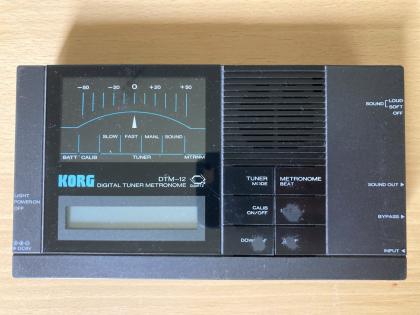 -50 -30 0 +20 +50
SLOW FAST MANL SOUND
BATT CALIB TUNER MTRNM
KORG DTM-12
DIGITAL TUNER METRONOME QUARTZ
TUNER
MODE
METRONOME
BEAT
CALIB
ON/OFF
SOUND LOUD
SOFT
OFF
SOUND OUT
BYPASS
INPUT
LIGHT
POWER ON
OFF
DC9V